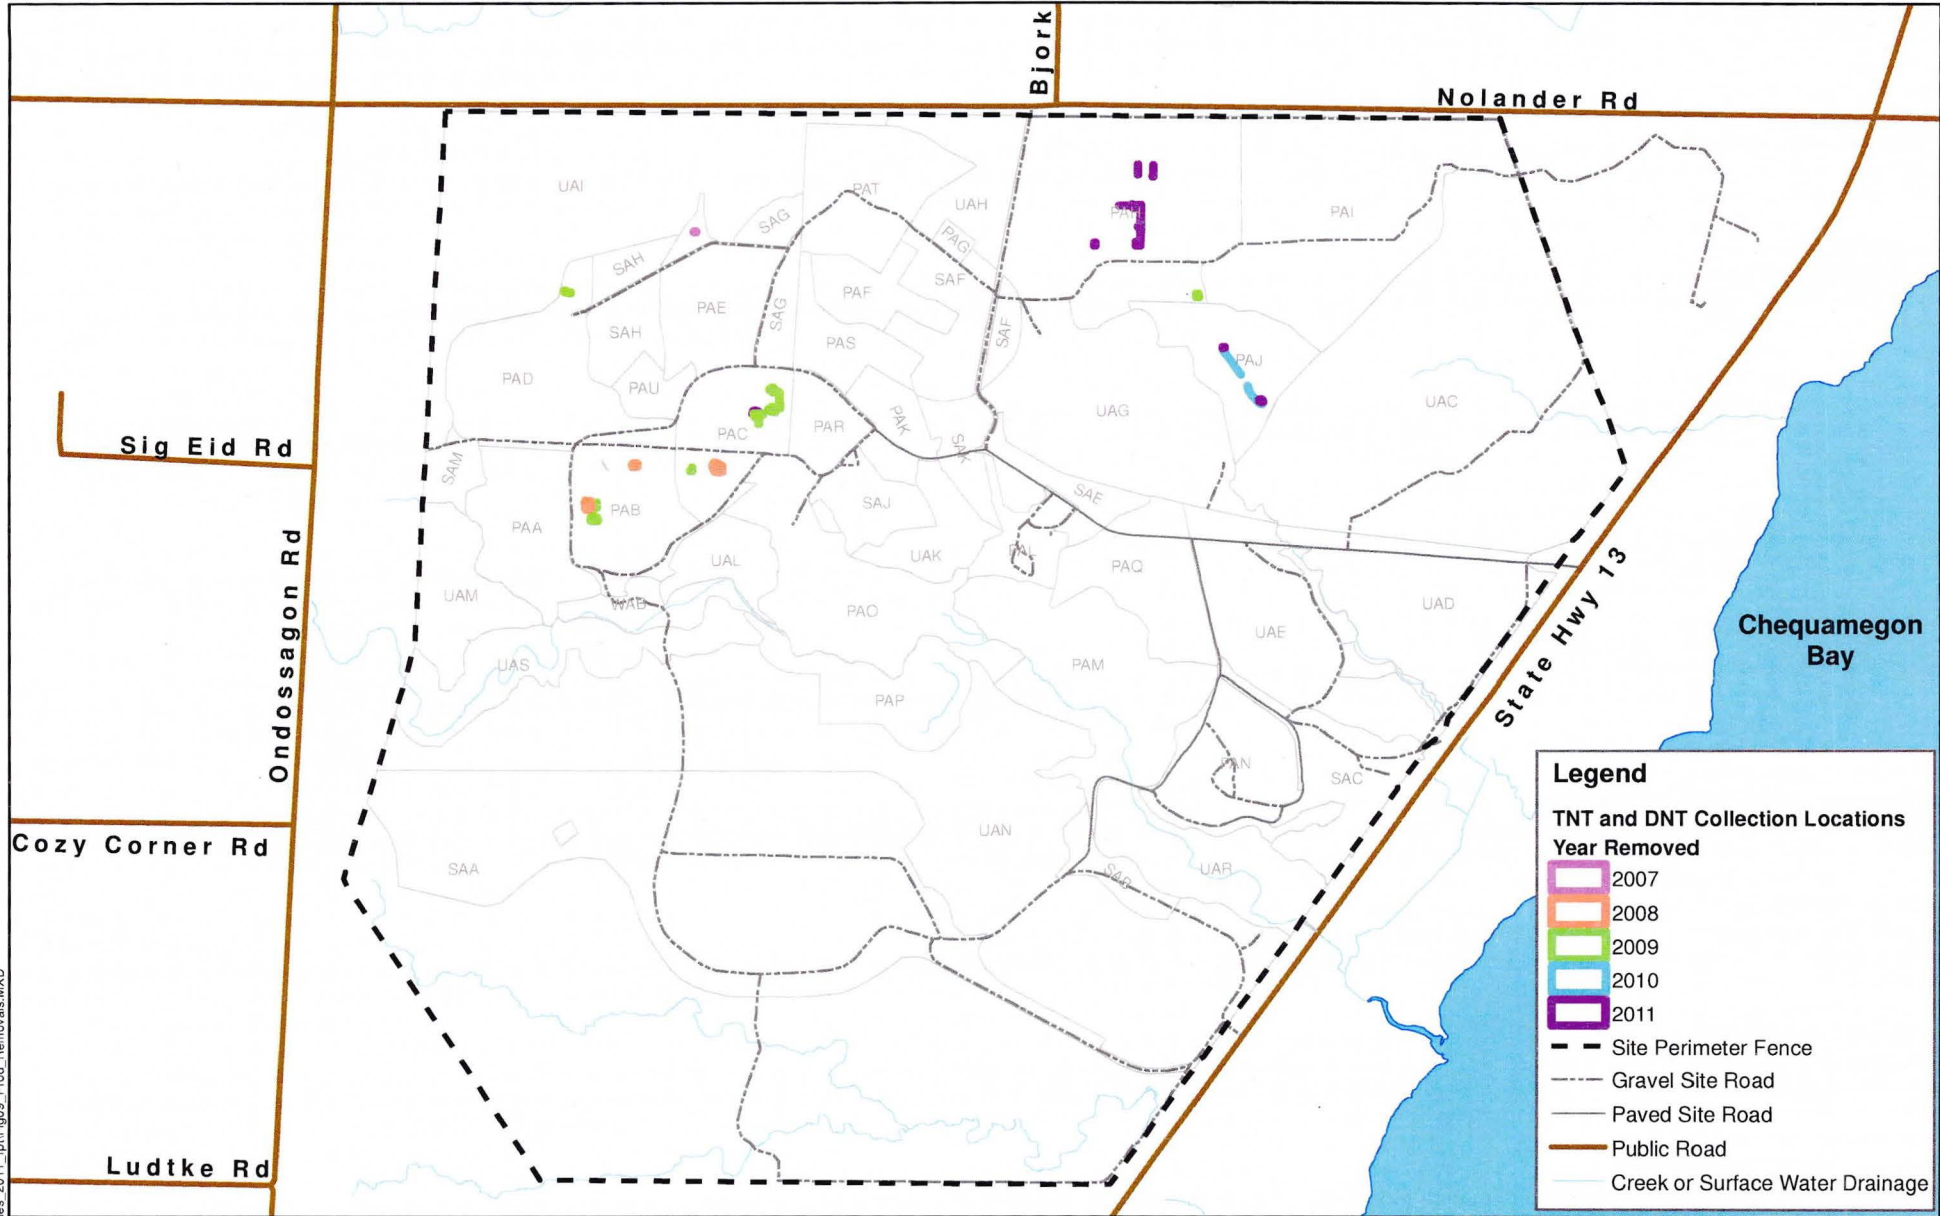 Bjork
Nolander Rd
UAI
PAT
SAG
UAH
PAG
PAI
SAH
SAF
PAE
SAG
PAF
SAH
SAF
PAS
PAJ
PAD
PAU
PAK
UAG
UAC
PAC
PAR
SAK
Sig Eid Rd
SAM
SAE
PAB
SAJ
PAA
UAL
UAK
PAL
PAQ
Ondossagon Rd
UAM
WAB
PAO
UAE
UAD
State Hwy 13
Chequamegon
Bay
UAS
PAM
PAP
PAN
SAC
UAN
Cozy Corner Rd
SAA
UAR
Ludtke Rd
Legend
TNT and DNT Collection Locations
Year Removed
2007
2008
2009
2010
2011
Site Perimeter Fence
Gravel Site Road
Paved Site Road
Public Road
Creek or Surface Water Drainage